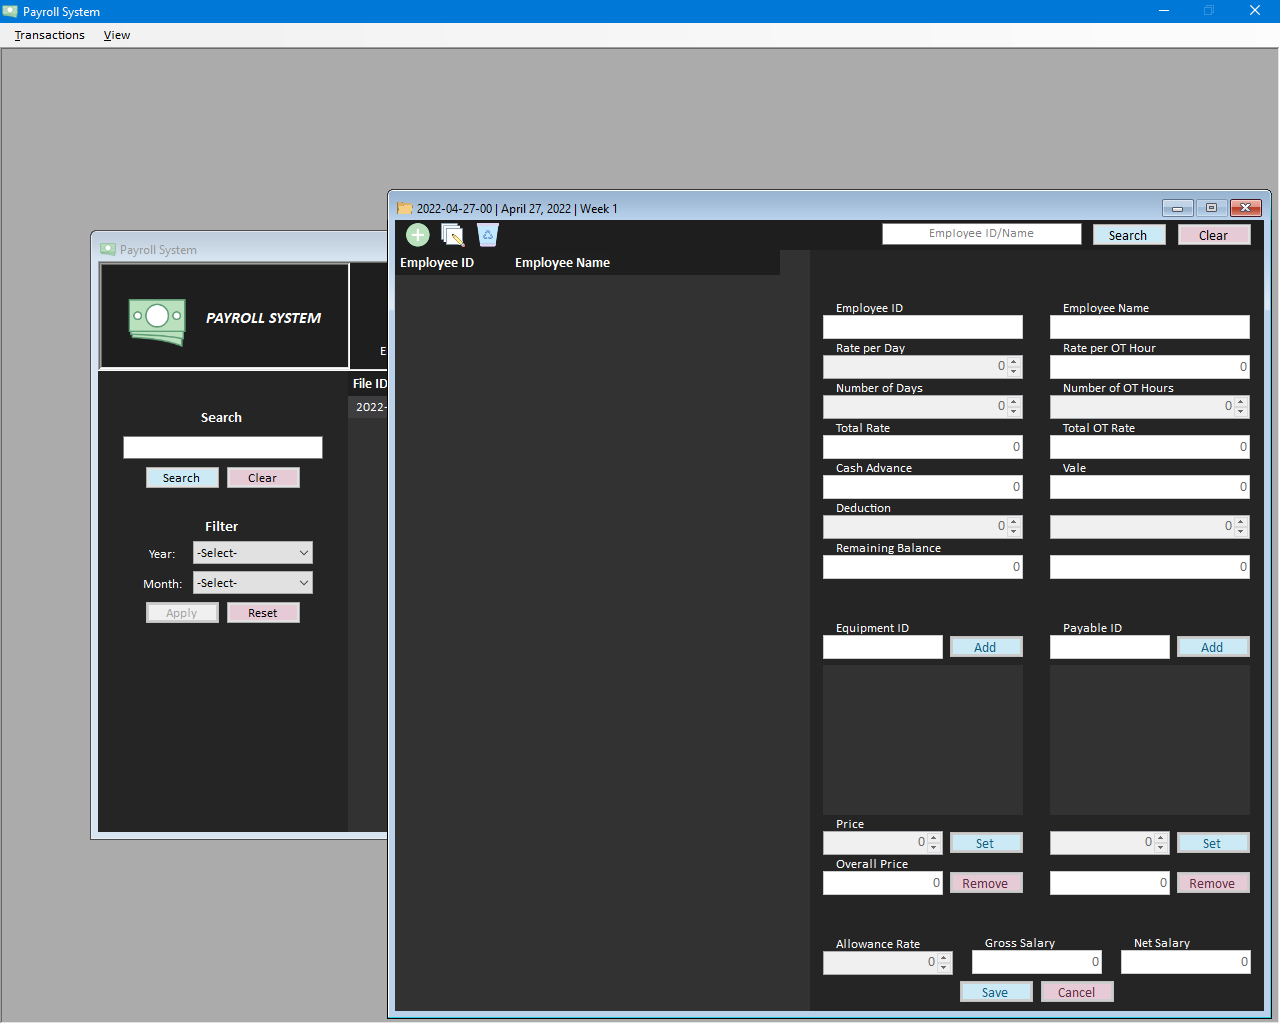 Payroll System
Transactions View
2022-04-27-00 | April 27, 2022 | Week 1
Employee ID/Name Search Clear
Employee ID Employee Name
Payroll System
PAYROLL SYSTEM
E
File ID
2022-
Search
Search Clear
Filter
Year: -Select-
Month: -Select-
Apply Reset
Employee ID Employee Name
Rate per Day Rate per OT Hour
0 0
Number of Days Number of OT Hours
0 0
Total Rate Total OT Rate
0 0
Cash Advance Vale
0 0
Deduction
0 0
Remaining Balance
0 0
Equipment ID Payable ID
Add Add
Price
0 Set 0 Set
Overall Price
0 Remove 0 Remove
Allowance Rate Gross Salary Net Salary
0 0 0
Save Cancel